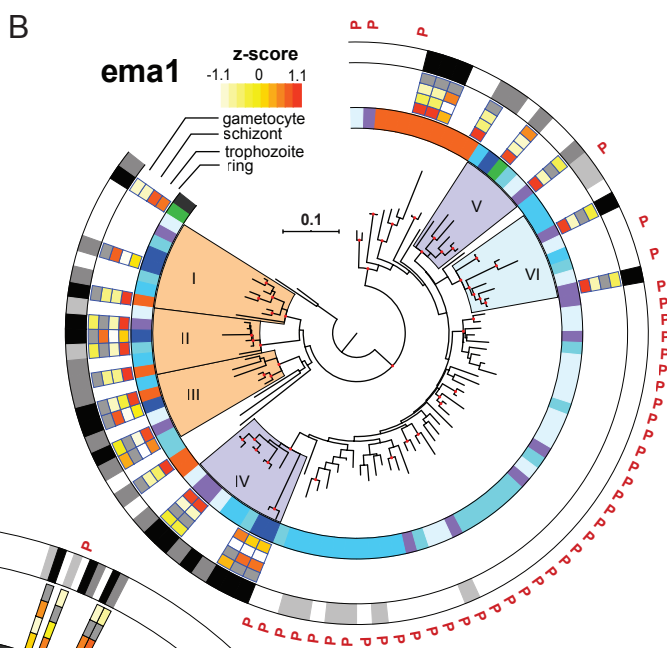 B
P P P
ema1
z-score
-1.1 0 1.1
gametocyte
schizont
trophozoite
ring
0.1
P
P
P
V
VI
I
II
III
IV
P P P P P P P P P P P P P P P P P P P P P P P P P P P P P P P P P P
P